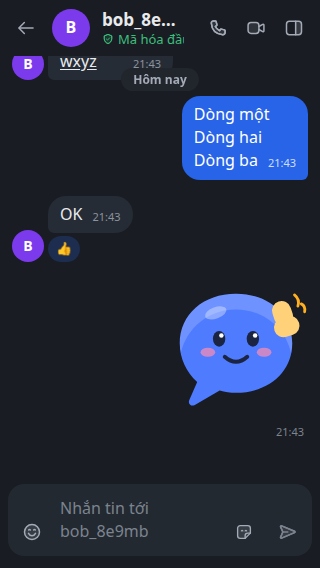 B
bob_8e...
Mã hóa đầu
B
wxyz 21:43
Hôm nay
Dòng một
Dòng hai
Dòng ba 21:43
OK 21:43
B
21:43
Nhắn tin tới
bob_8e9mb